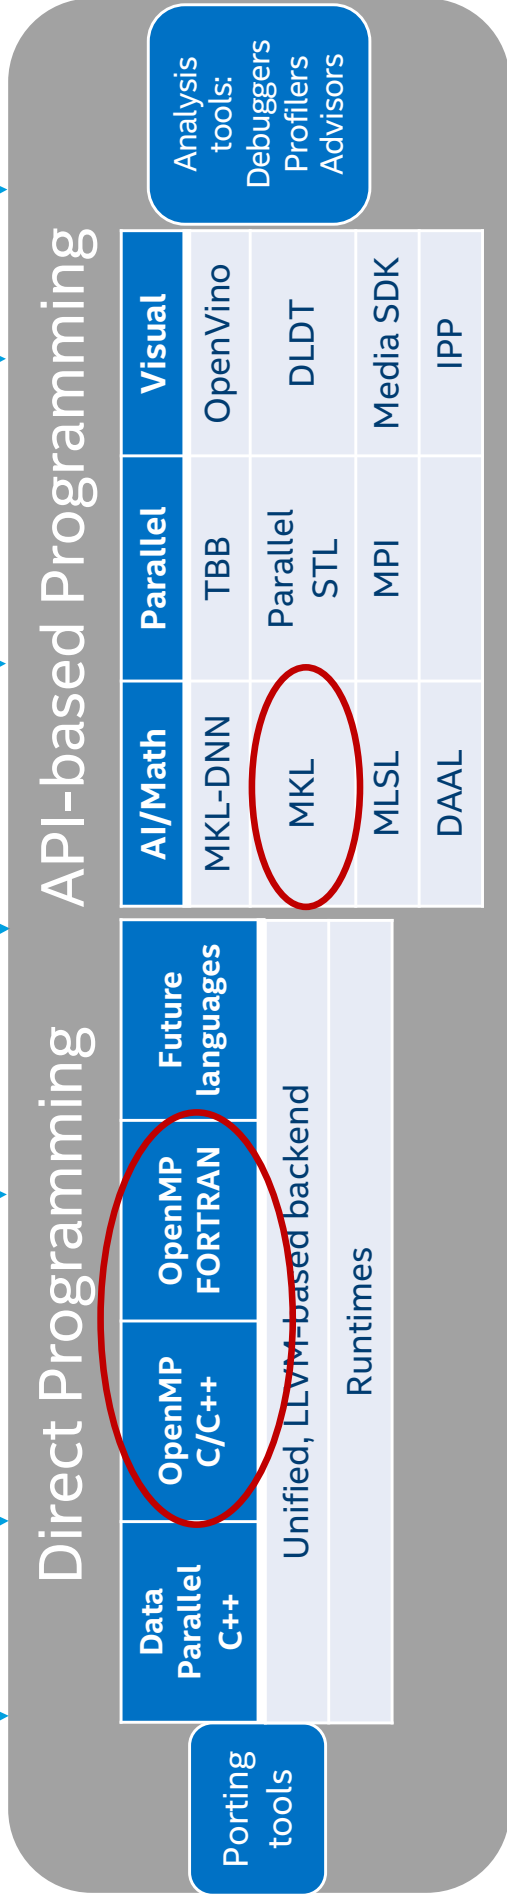 Direct Programming
API-based Programming
Porting
tools
Data
Parallel
C++
OpenMP
C/C++
OpenMP
FORTRAN
Future
languages
Unified, LLVM-based backend
Runtimes
AI/Math
Parallel
Visual
MKL-DNN
TBB
OpenVino
MKL
Parallel
STL
DLDT
MLSL
MPI
Media SDK
DAAL
IPP
Analysis
tools:
Debuggers
Profilers
Advisors